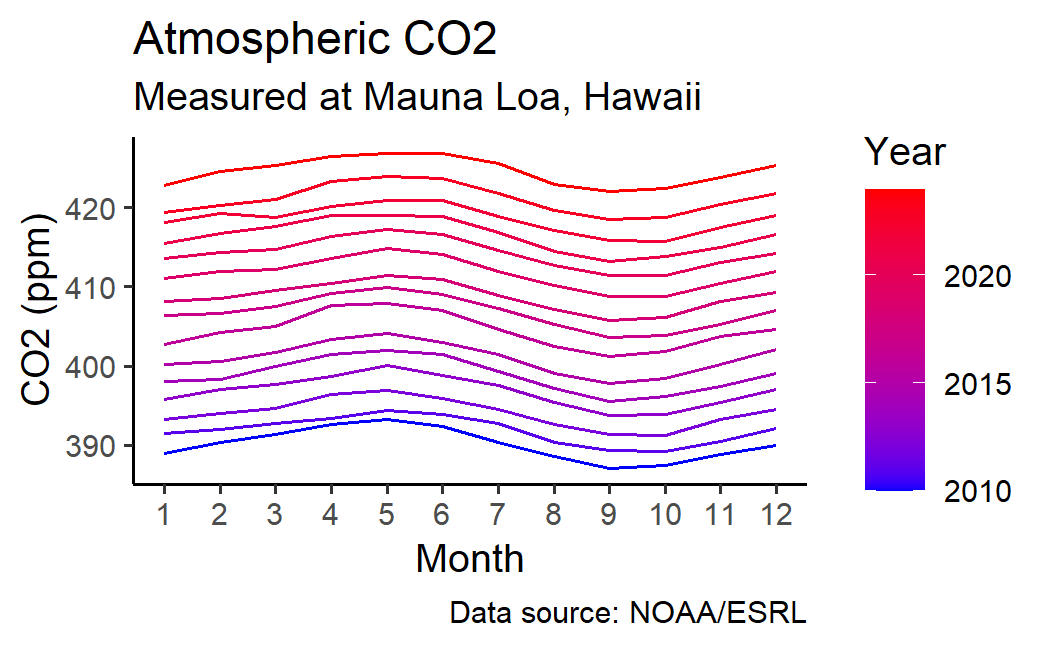 Atmospheric CO2
Measured at Mauna Loa, Hawaii
CO2 (ppm)
420
410
400
390
1 2 3 4 5 6 7 8 9 10 11 12
Month
Year
2020
2015
2010
Data source: NOAA/ESRL